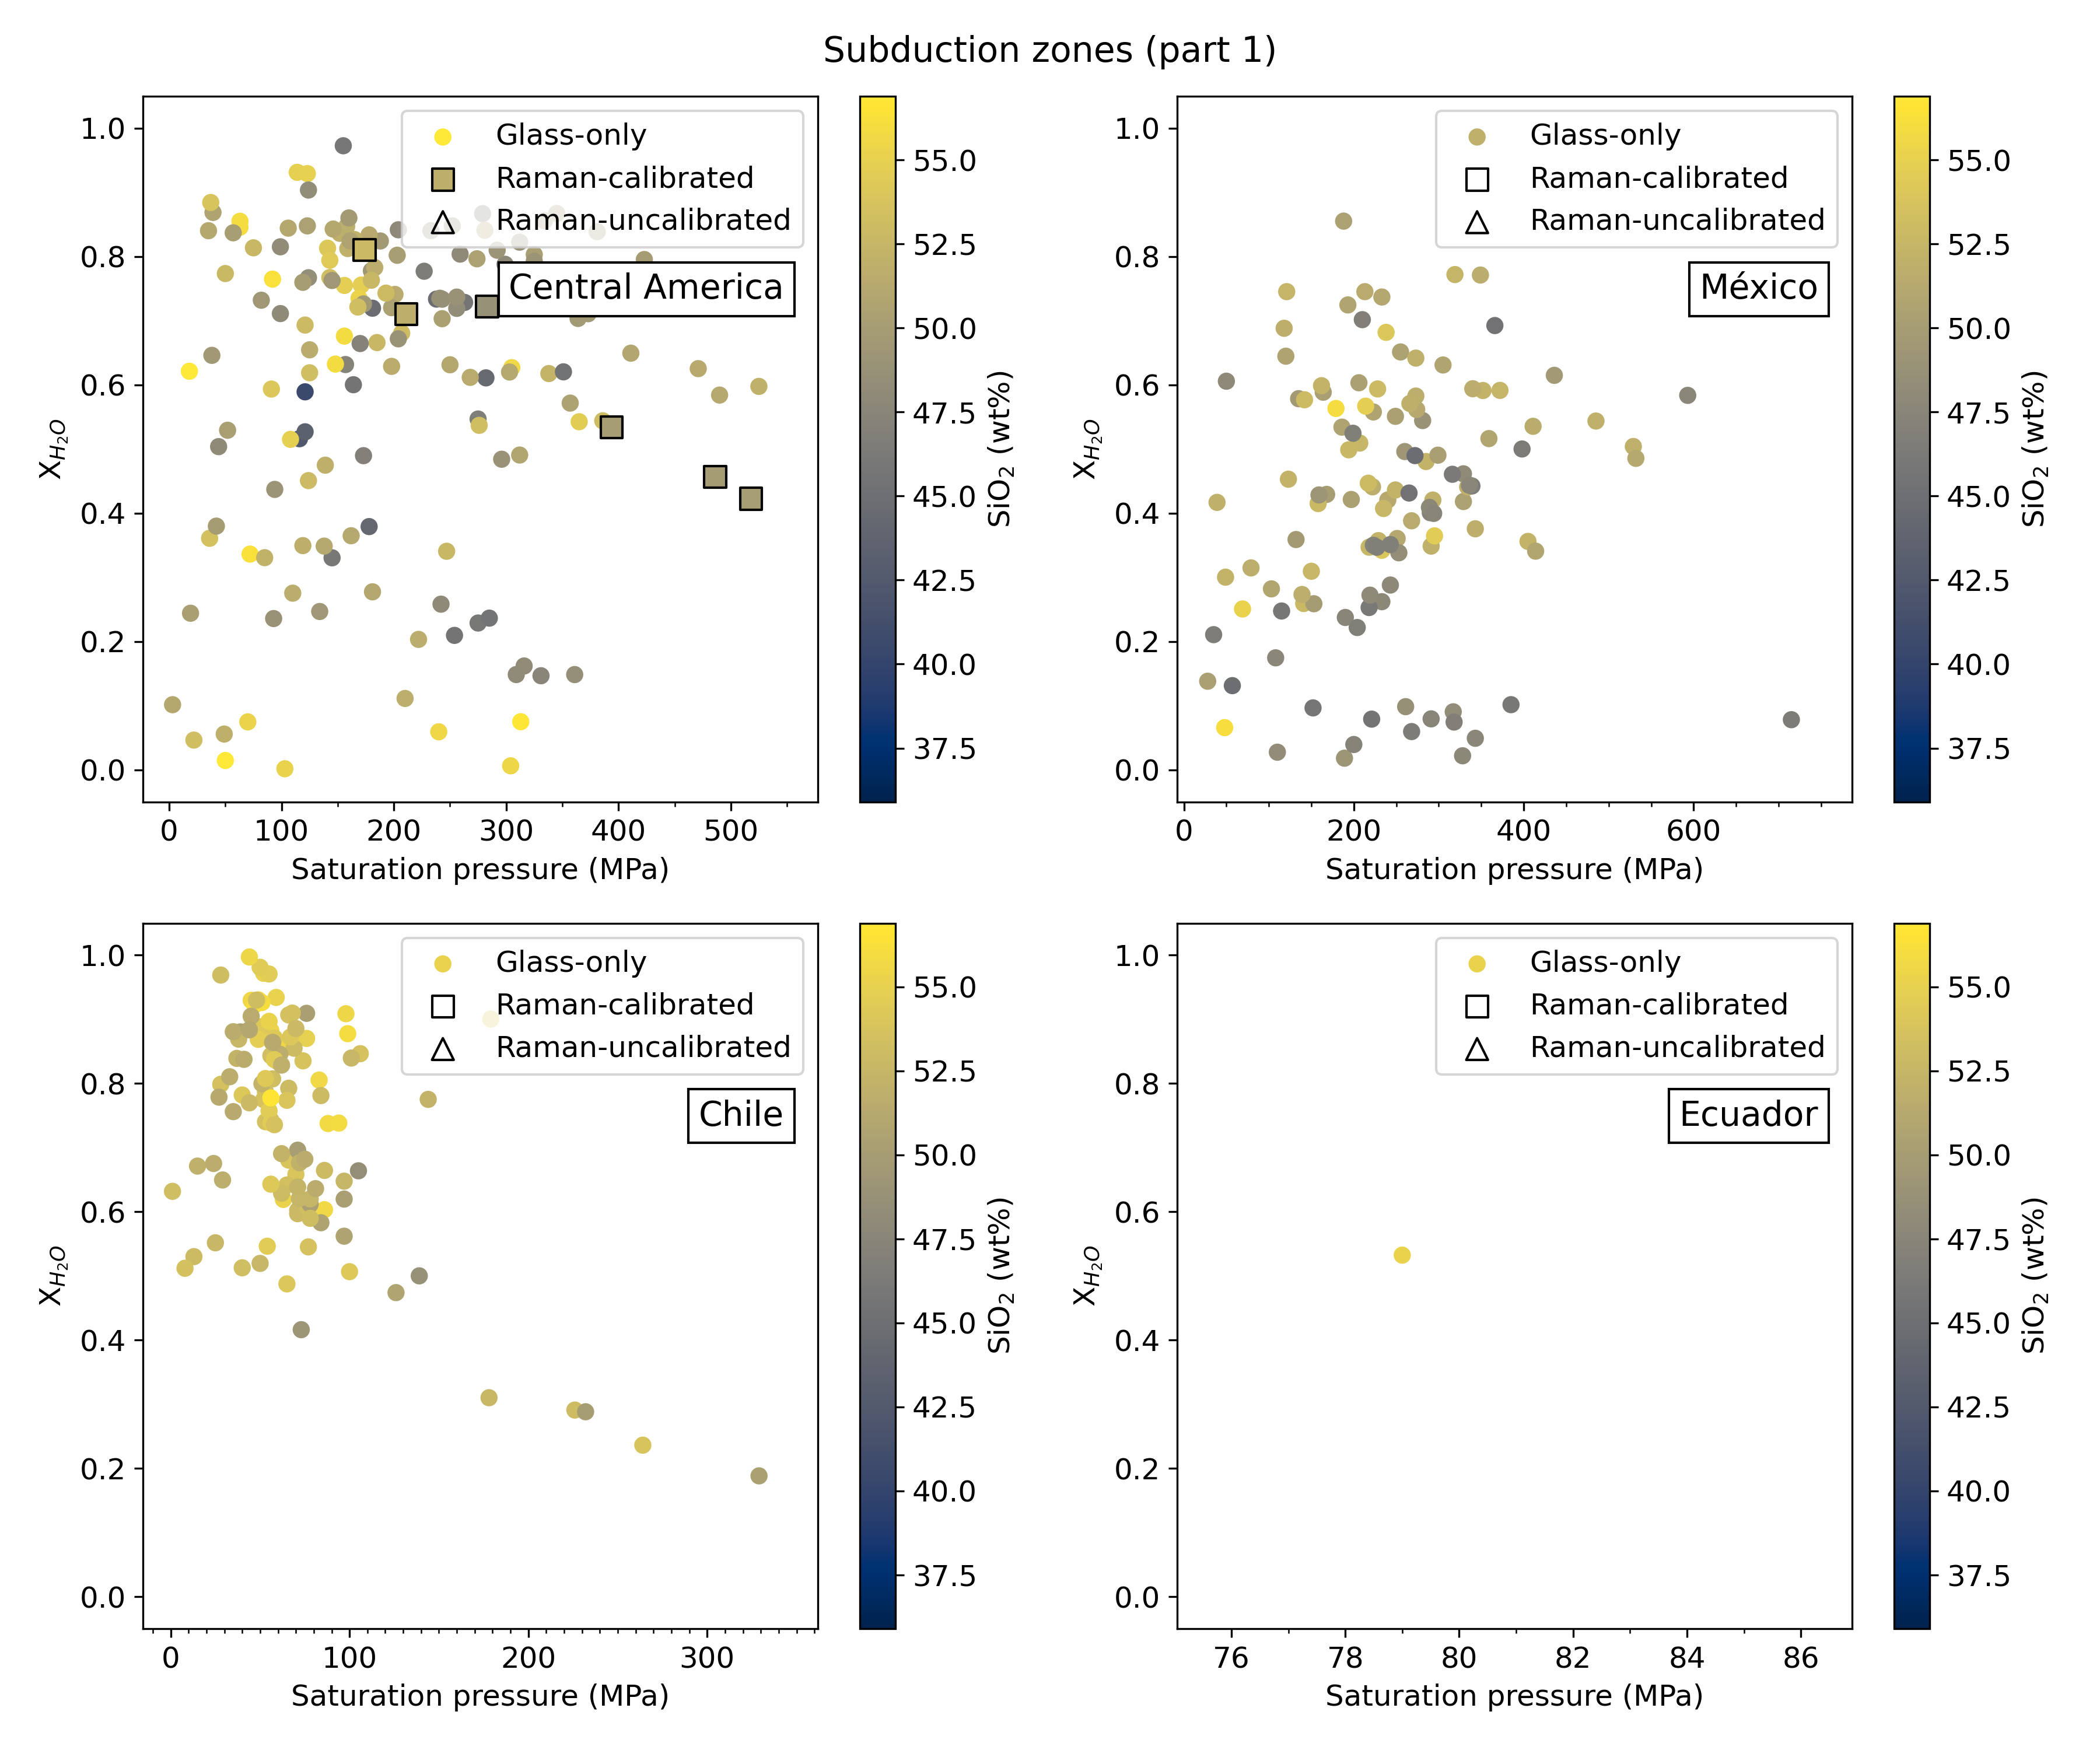 Subduction zones (part 1)
Glass-only
Raman-calibrated
Raman-uncalibrated
Central America
1.0
0.8
0.6
0.4
0.2
0.0
X_{H_2O}
0 100 200 300 400 500
Saturation pressure (MPa)
55.0
52.5
50.0
47.5
45.0
42.5
40.0
37.5
SiO₂ (wt%)
Glass-only
Raman-calibrated
Raman-uncalibrated
México
1.0
0.8
0.6
0.4
0.2
0.0
X_{H_2O}
0 200 400 600
Saturation pressure (MPa)
55.0
52.5
50.0
47.5
45.0
42.5
40.0
37.5
SiO₂ (wt%)
Glass-only
Raman-calibrated
Raman-uncalibrated
Chile
1.0
0.8
0.6
0.4
0.2
0.0
X_{H_2O}
0 100 200 300
Saturation pressure (MPa)
55.0
52.5
50.0
47.5
45.0
42.5
40.0
37.5
SiO₂ (wt%)
Glass-only
Raman-calibrated
Raman-uncalibrated
Ecuador
1.0
0.8
0.6
0.4
0.2
0.0
X_{H_2O}
76 78 80 82 84 86
Saturation pressure (MPa)
55.0
52.5
50.0
47.5
45.0
42.5
40.0
37.5
SiO₂ (wt%)